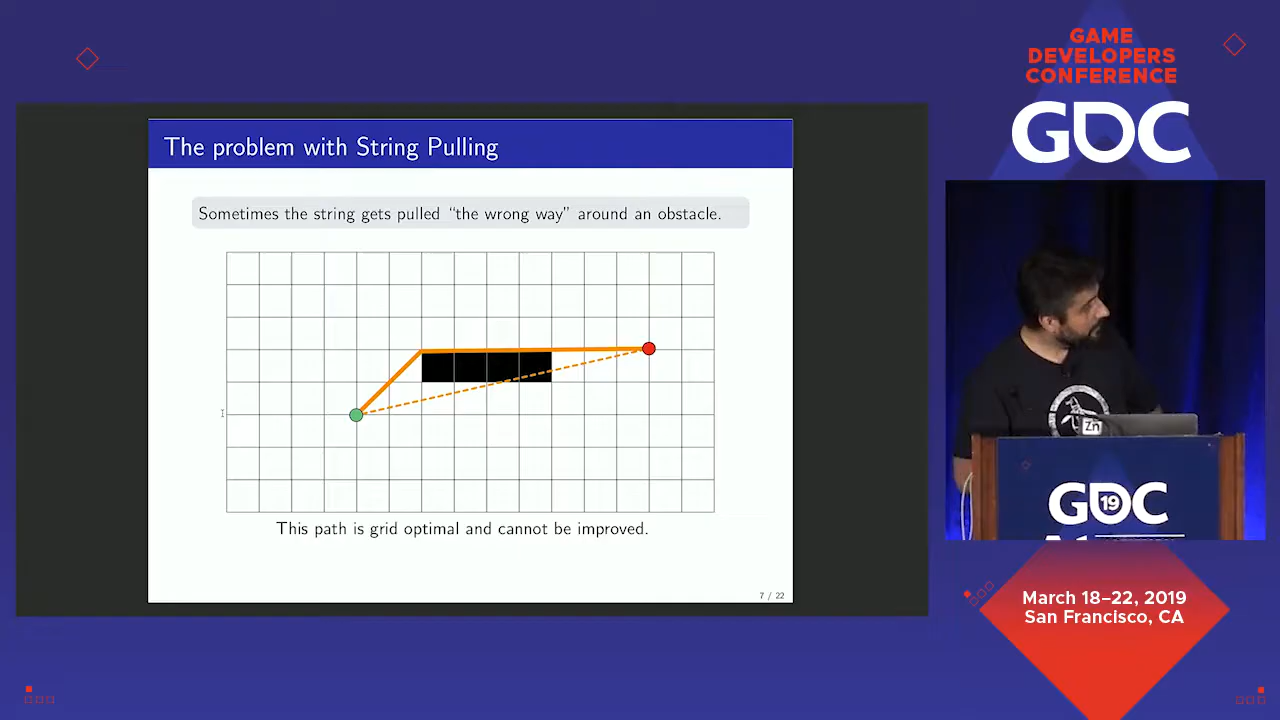 GAME
DEVELOPERS
CONFERENCE
GDC
The problem with String Pulling
Sometimes the string gets pulled “the wrong way” around an obstacle.
This path is grid optimal and cannot be improved.
7 / 22
Zn
GDC
19
March 18–22, 2019
San Francisco, CA